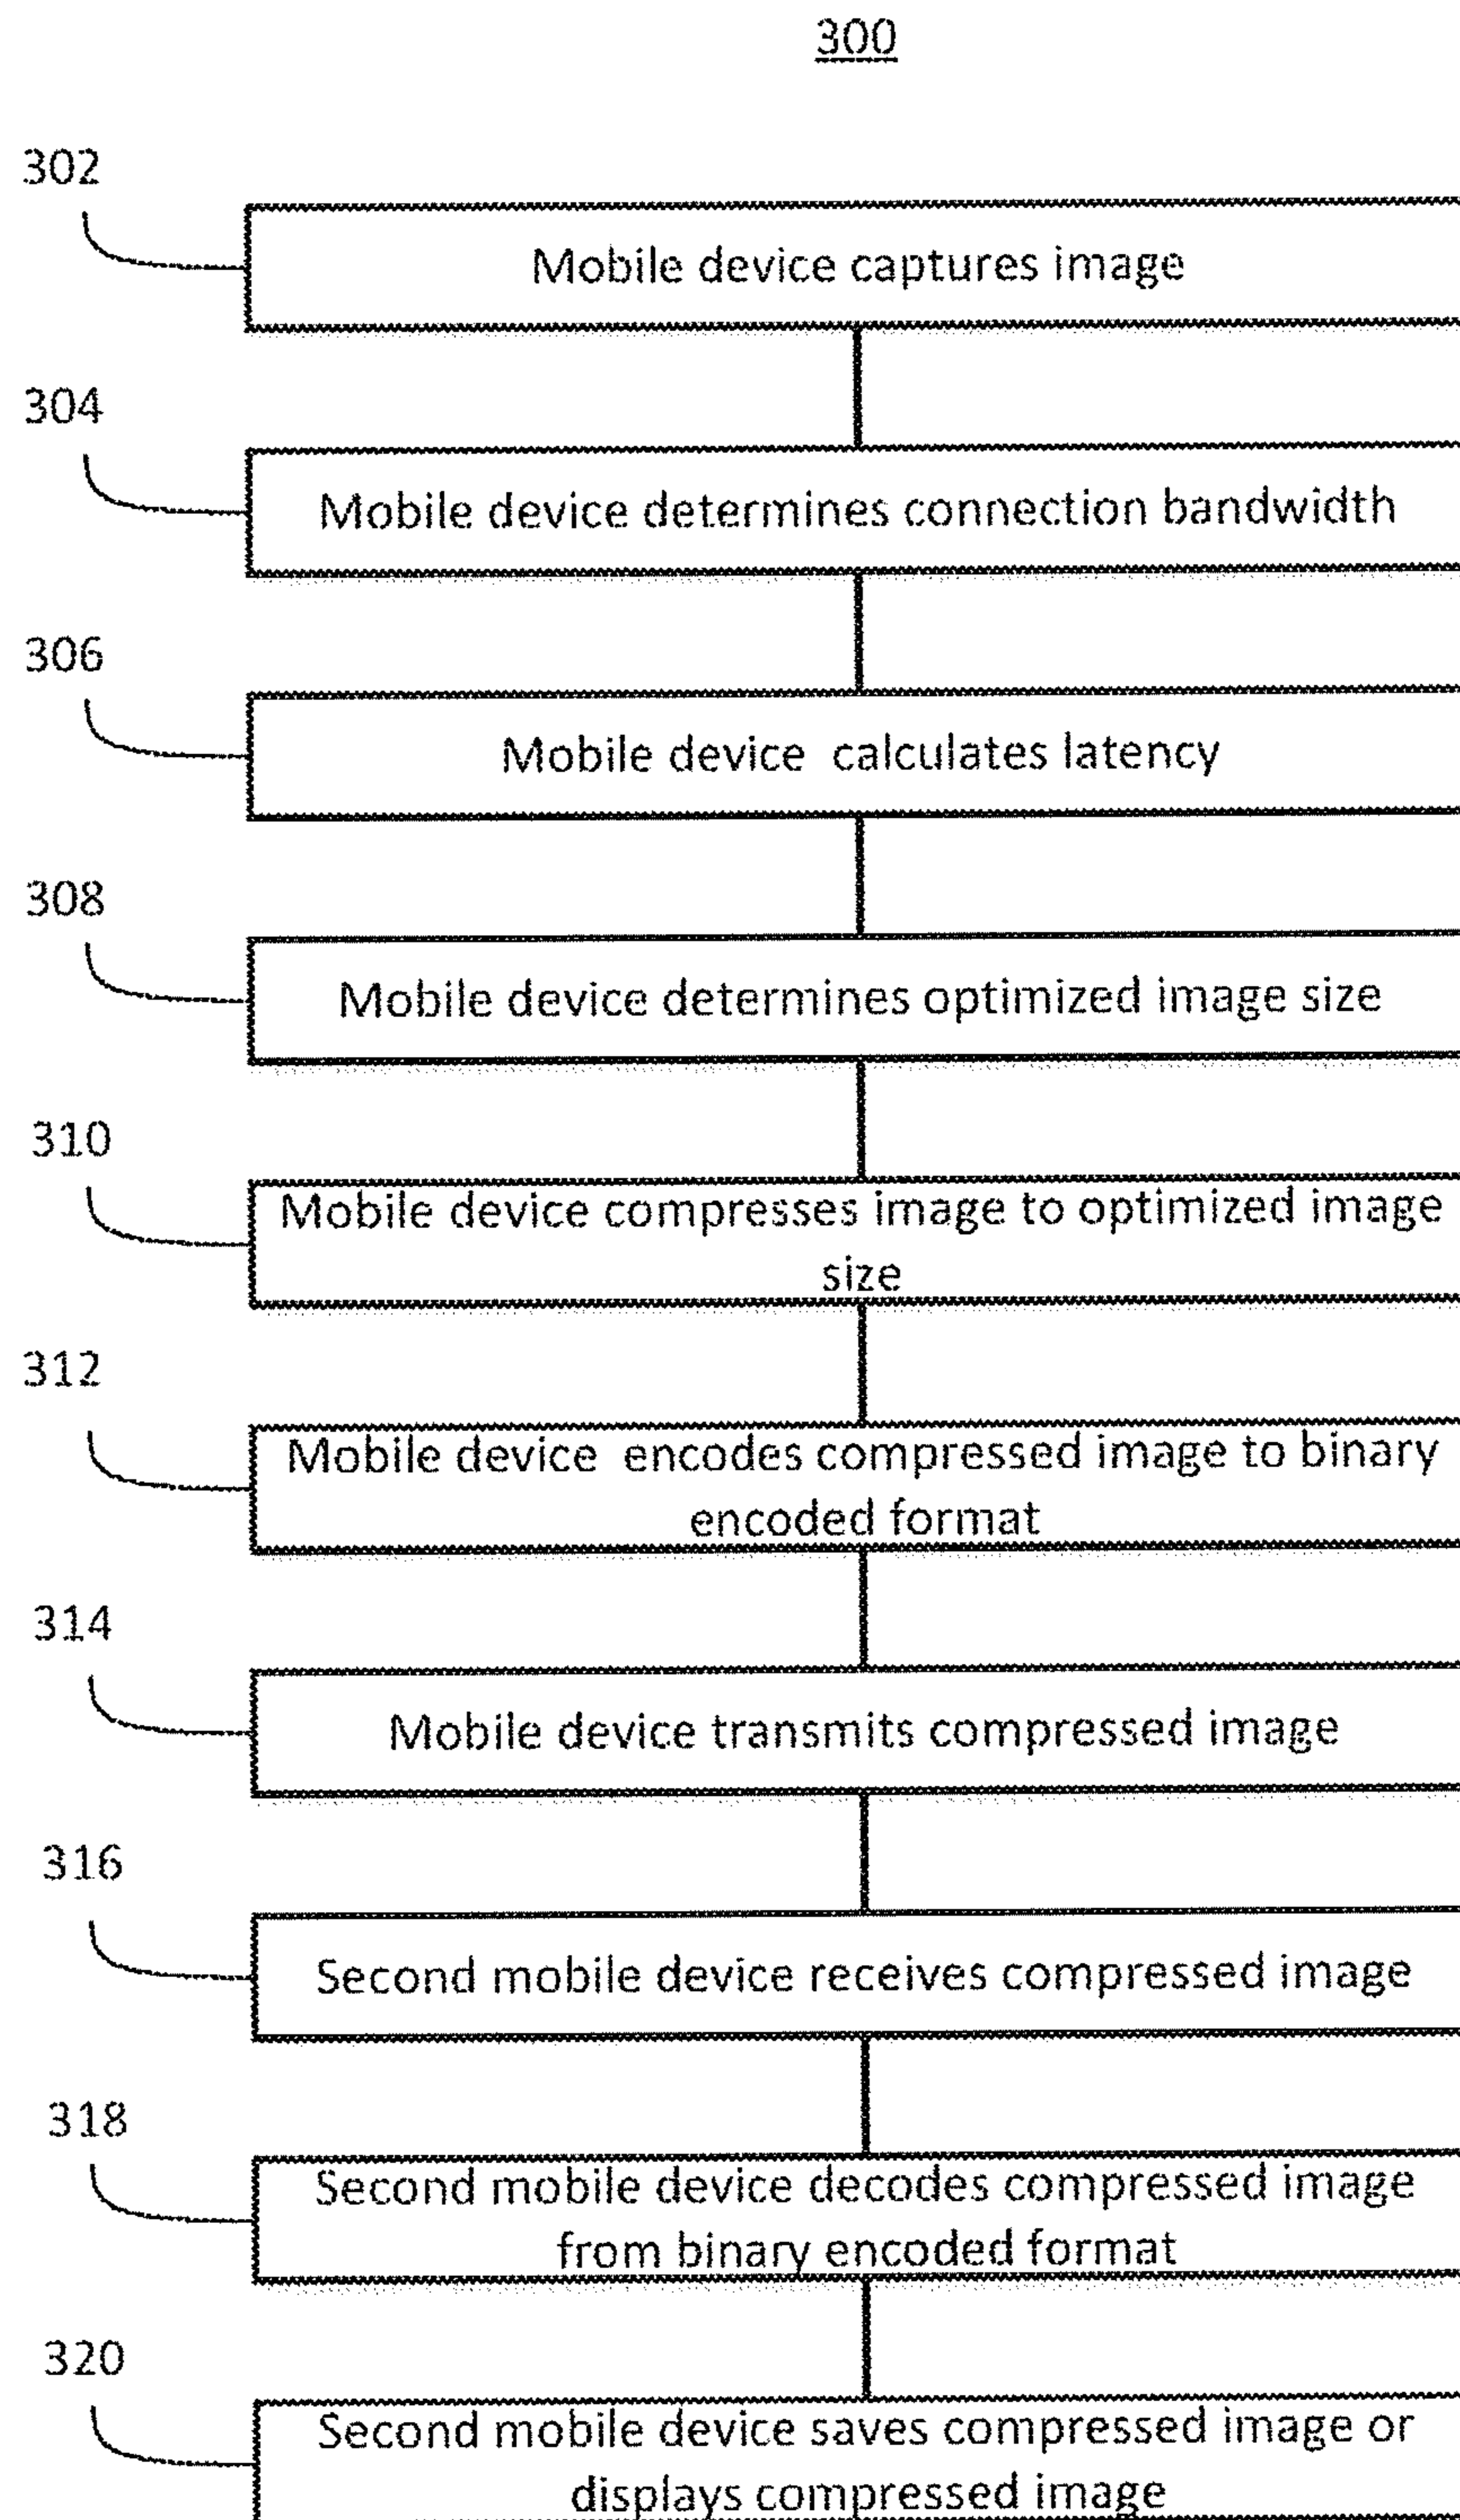 300
302
Mobile device captures image
304
Mobile device determines connection bandwidth
306
Mobile device calculates latency
308
Mobile device determines optimized image size
310
Mobile device compresses image to optimized image
size
312
Mobile device encodes compressed image to binary
encoded format
314
Mobile device transmits compressed image
316
Second mobile device receives compressed image
318
Second mobile device decodes compressed image
from binary encoded format
320
Second mobile device saves compressed image or
displays compressed image